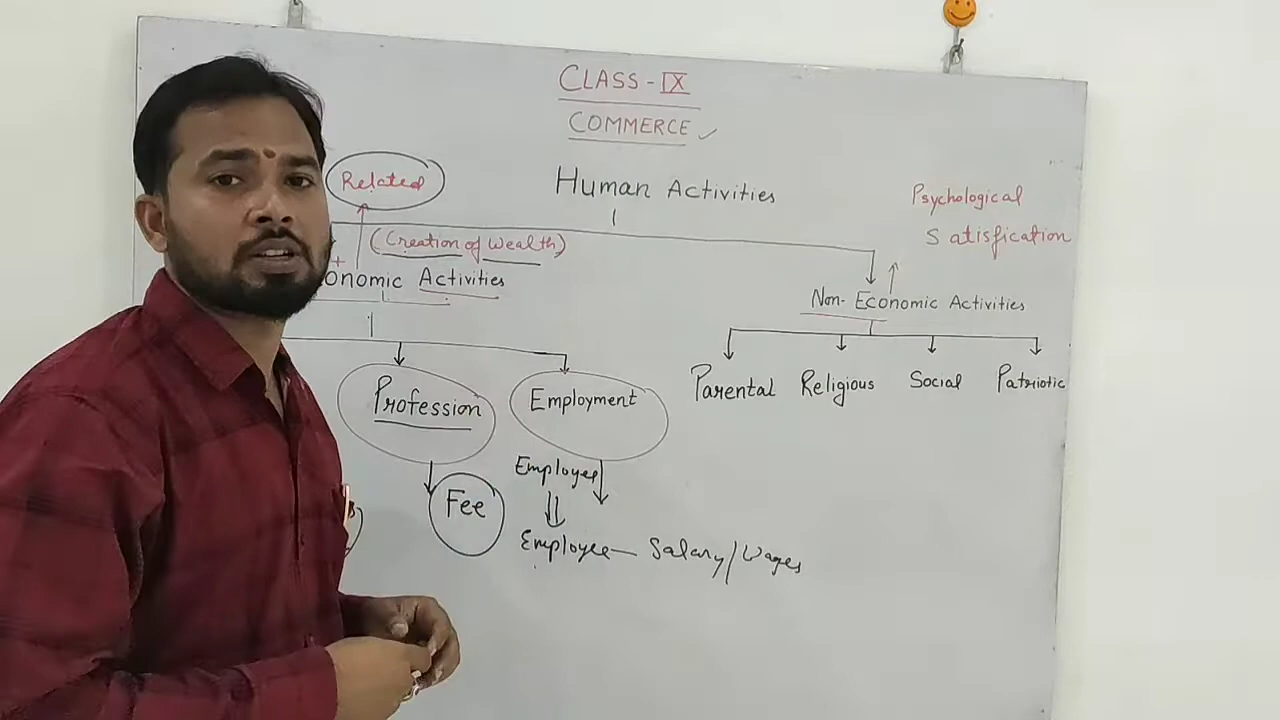 CLASS-IX
COMMERCE
Related
Human Activities
Psychological
Satisfication
(Creation of Wealth)
onomic Activities
Non-Economic Activities
Profession
Employment
Parental Religious Social Patriotic
Fee
Employer
Employee — Salary/Wages